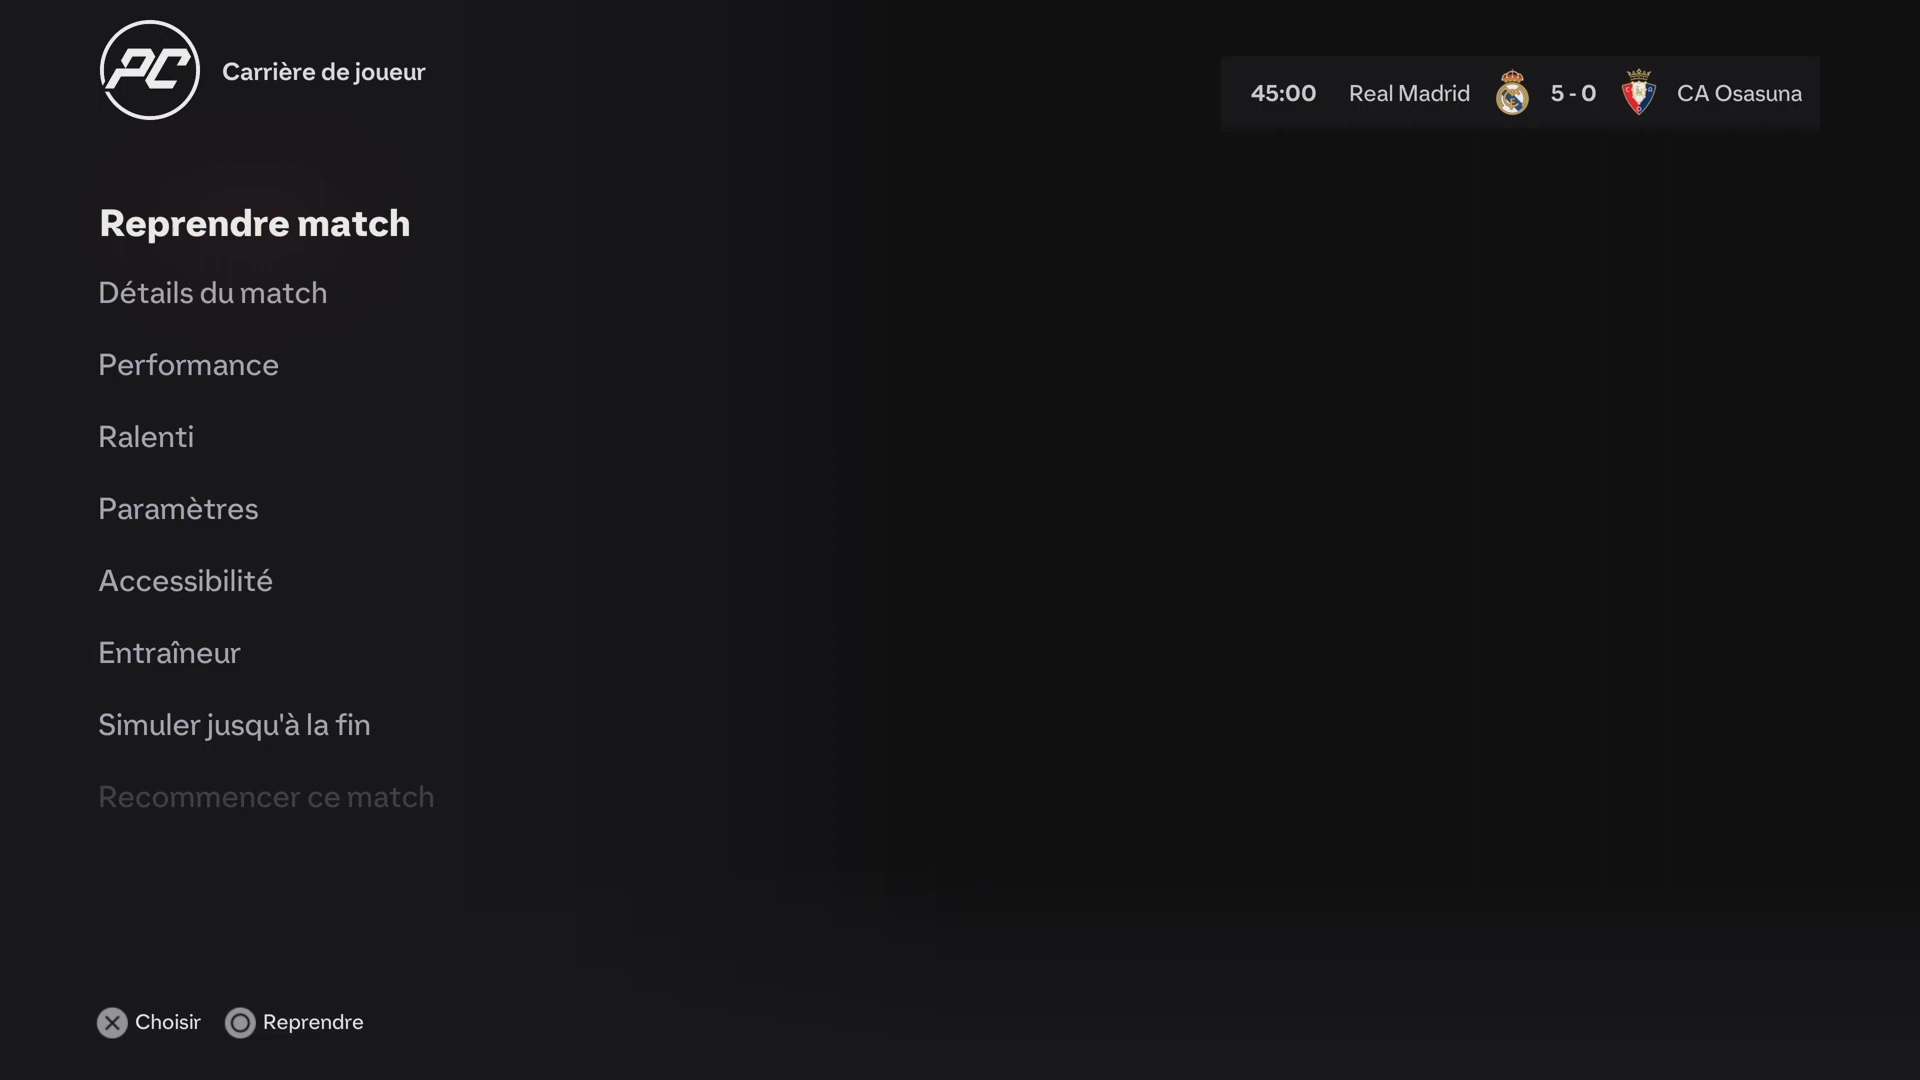 PC Carrière de joueur
45:00 Real Madrid 5 - 0 CA Osasuna
Reprendre match
Détails du match
Performance
Ralenti
Paramètres
Accessibilité
Entraîneur
Simuler jusqu'à la fin
Recommencer ce match
Choisir Reprendre